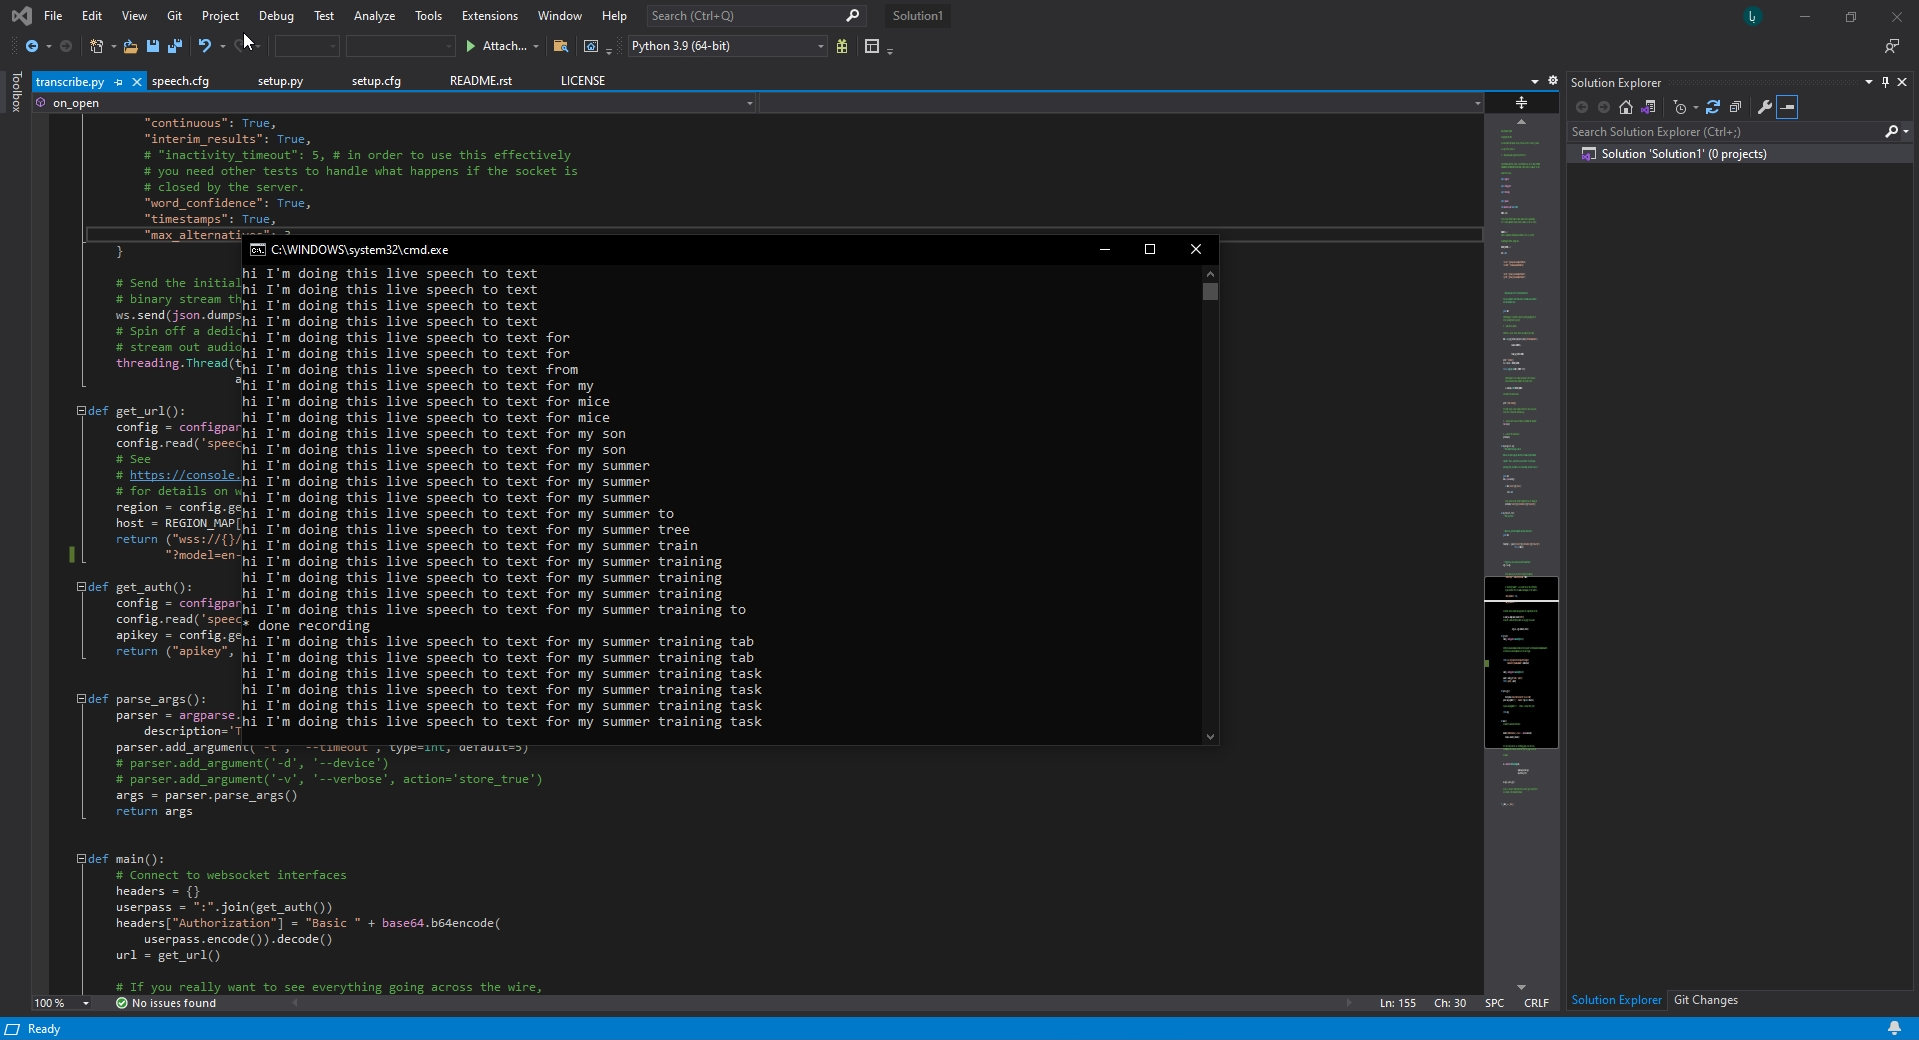 File Edit View Git Project Debug Test Analyze Tools Extensions Window Help Search (Ctrl+Q) Solution1
Attach... Python 3.9 (64-bit)
Toolbox
transcribe.py speech.cfg setup.py setup.cfg README.rst LICENSE
on_open
"continuous": True,
"interim_results": True,
# "inactivity_timeout": 5, # in order to use this effectively
# you need other tests to handle what happens if the socket is
# closed by the server.
"word_confidence": True,
"timestamps": True,
"max_alternatives": 3
}
# Send the initial
# binary stream th
ws.send(json.dumps
# Spin off a dedic
# stream out audio
threading.Thread(t
a
def get_url():
config = configpar
config.read('speec
# See
# https://console.
# for details on w
region = config.ge
host = REGION_MAP[
return ("wss://{}/
"?model=en-
def get_auth():
config = configpar
config.read('speec
apikey = config.ge
return ("apikey",
def parse_args():
parser = argparse.
description='T
parser.add_argument('-t', '--timeout', type=int, default=5)
# parser.add_argument('-d', '--device')
# parser.add_argument('-v', '--verbose', action='store_true')
args = parser.parse_args()
return args
def main():
# Connect to websocket interfaces
headers = {}
userpass = ":".join(get_auth())
headers["Authorization"] = "Basic " + base64.b64encode(
userpass.encode()).decode()
url = get_url()
# If you really want to see everything going across the wire,
C:\WINDOWS\system32\cmd.exe
hi I'm doing this live speech to text
hi I'm doing this live speech to text
hi I'm doing this live speech to text
hi I'm doing this live speech to text
hi I'm doing this live speech to text for
hi I'm doing this live speech to text for
hi I'm doing this live speech to text from
hi I'm doing this live speech to text for my
hi I'm doing this live speech to text for mice
hi I'm doing this live speech to text for mice
hi I'm doing this live speech to text for my son
hi I'm doing this live speech to text for my son
hi I'm doing this live speech to text for my summer
hi I'm doing this live speech to text for my summer
hi I'm doing this live speech to text for my summer
hi I'm doing this live speech to text for my summer to
hi I'm doing this live speech to text for my summer tree
hi I'm doing this live speech to text for my summer train
hi I'm doing this live speech to text for my summer training
hi I'm doing this live speech to text for my summer training
hi I'm doing this live speech to text for my summer training
hi I'm doing this live speech to text for my summer training to
* done recording
hi I'm doing this live speech to text for my summer training tab
hi I'm doing this live speech to text for my summer training tab
hi I'm doing this live speech to text for my summer training task
hi I'm doing this live speech to text for my summer training task
hi I'm doing this live speech to text for my summer training task
hi I'm doing this live speech to text for my summer training task
Solution Explorer
Search Solution Explorer (Ctrl+;)
Solution 'Solution1' (0 projects)
100 % No issues found Ln: 155 Ch: 30 SPC CRLF
Solution Explorer Git Changes
Ready